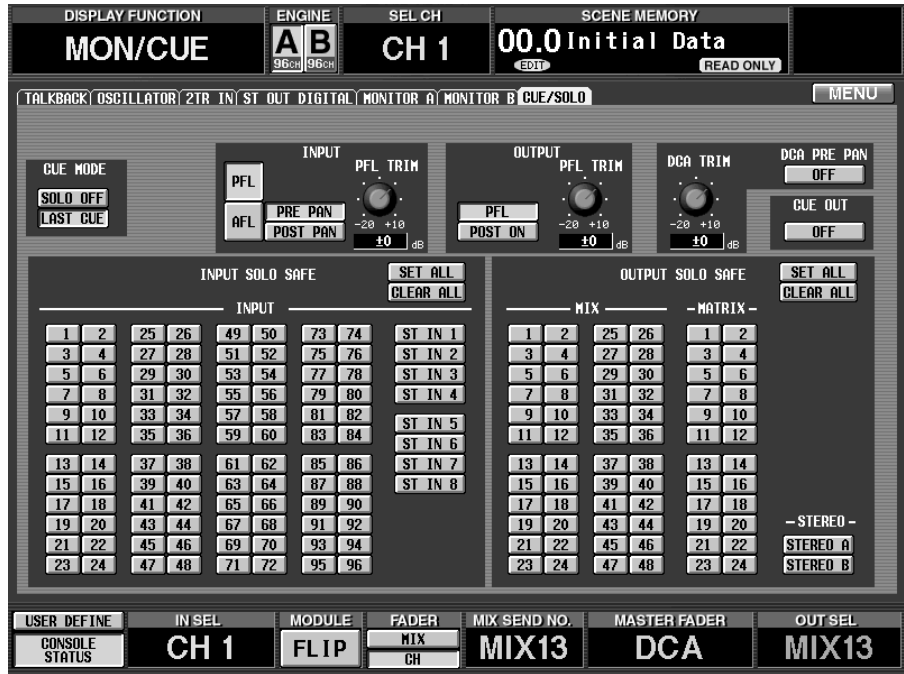 DISPLAY FUNCTION ENGINE SEL CH SCENE MEMORY
MON/CUE A B CH 1 00.0 Initial Data
96CH 96CH EDIT READ ONLY
TALKBACK OSCILLATOR 2TR IN ST OUT DIGITAL MONITOR A MONITOR B CUE/SOLO MENU
CUE MODE
SOLO OFF
LAST CUE
INPUT
PFL
AFL
PRE PAN
POST PAN
PFL TRIM
-20 +10
±0 dB
OUTPUT
PFL
POST ON
PFL TRIM
-20 +10
±0 dB
DCA TRIM
-20 +10
±0 dB
DCA PRE PAN
OFF
CUE OUT
OFF
INPUT SOLO SAFE SET ALL
CLEAR ALL
INPUT
1 2 25 26 49 50 73 74 ST IN 1
3 4 27 28 51 52 75 76 ST IN 2
5 6 29 30 53 54 77 78 ST IN 3
7 8 31 32 55 56 79 80 ST IN 4
9 10 33 34 57 58 81 82 ST IN 5
11 12 35 36 59 60 83 84 ST IN 6
13 14 37 38 61 62 85 86 ST IN 7
15 16 39 40 63 64 87 88 ST IN 8
17 18 41 42 65 66 89 90
19 20 43 44 67 68 91 92
21 22 45 46 69 70 93 94
23 24 47 48 71 72 95 96
OUTPUT SOLO SAFE SET ALL
CLEAR ALL
MIX MATRIX
1 2 25 26 1 2
3 4 27 28 3 4
5 6 29 30 5 6
7 8 31 32 7 8
9 10 33 34 9 10
11 12 35 36 11 12
13 14 37 38 13 14
15 16 39 40 15 16
17 18 41 42 17 18
19 20 43 44 19 20
21 22 45 46 21 22
23 24 47 48 23 24
STEREO
STEREO A
STEREO B
USER DEFINE IN SEL MODULE FADER MIX SEND NO. MASTER FADER OUT SEL
CONSOLE STATUS CH 1 FLIP MIX CH MIX13 DCA MIX13